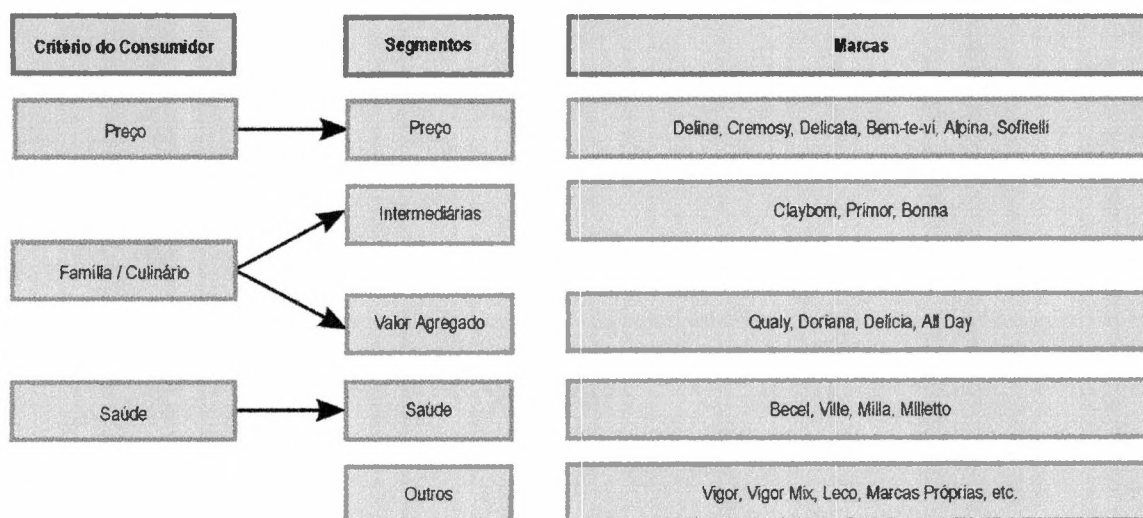 Critério do Consumidor
Segmentos
Marcas
Preço
Preço
Deline, Cremosy, Delicata, Bem-te-vi, Alpina, Sofitelli
Família / Culinário
Intermediárias
Claybom, Primor, Bonna
Valor Agregado
Qualy, Doriana, Delícia, All Day
Saúde
Saúde
Becel, Ville, Milla, Milletto
Outros
Vigor, Vigor Mix, Leco, Marcas Próprias, etc.